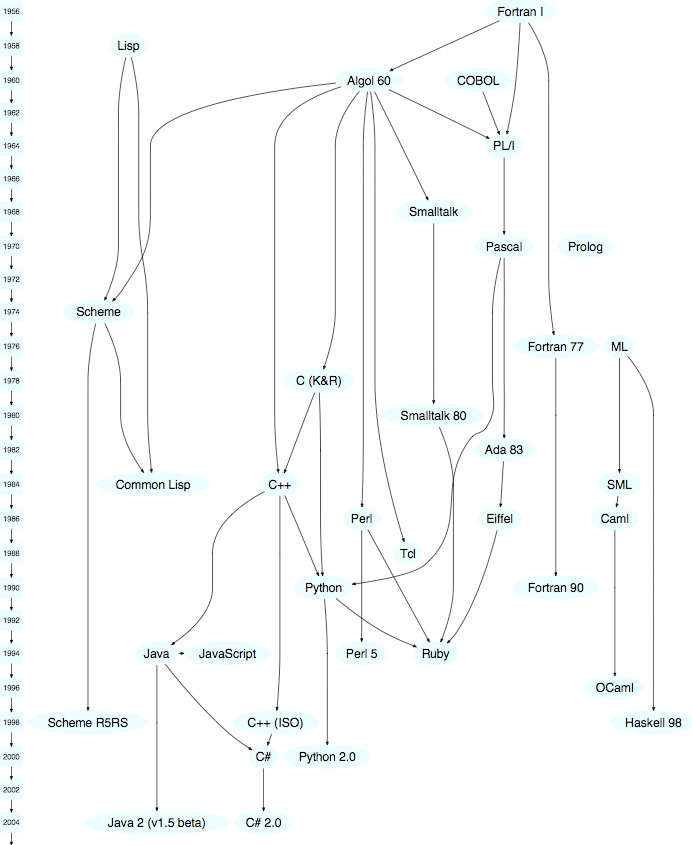 1956
Fortran I
1958
Lisp
1960
Algol 60
COBOL
1962
1964
PL/I
1966
1968
Smalltalk
1970
Pascal
Prolog
1972
1974
Scheme
1976
Fortran 77
ML
1978
C (K&R)
1980
Smalltalk 80
1982
Ada 83
1984
Common Lisp
C++
SML
1986
Perl
Eiffel
Caml
1988
Tcl
1990
Python
Fortran 90
1992
1994
Java
JavaScript
Perl 5
Ruby
1996
OCaml
1998
Scheme R5RS
C++ (ISO)
Haskell 98
2000
C#
Python 2.0
2002
2004
Java 2 (v1.5 beta)
C# 2.0